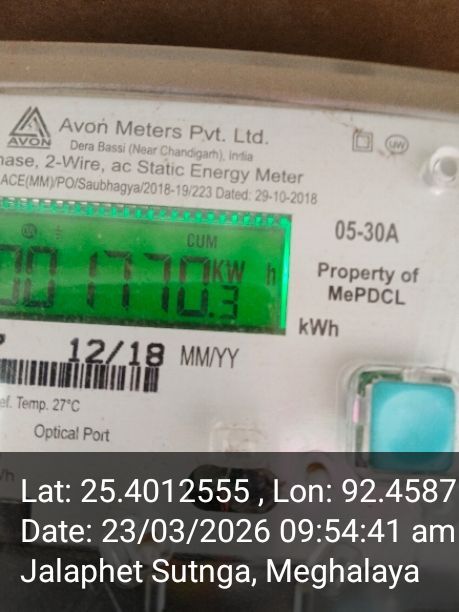 AVON
Avon Meters Pvt. Ltd.
Dera Bassi (Near Chandigarh), India
hase, 2-Wire, ac Static Energy Meter
ACE(MM)/PO/Saubhagya/2018-19/223 Dated: 29-10-2018
UW
05-30A
CUM
001770.3 KW h
Property of
MePDCL
kWh
12/18 MM/YY
ef. Temp. 27°C
Optical Port
Lat: 25.4012555 , Lon: 92.4587
Date: 23/03/2026 09:54:41 am
Jalaphet Sutnga, Meghalaya